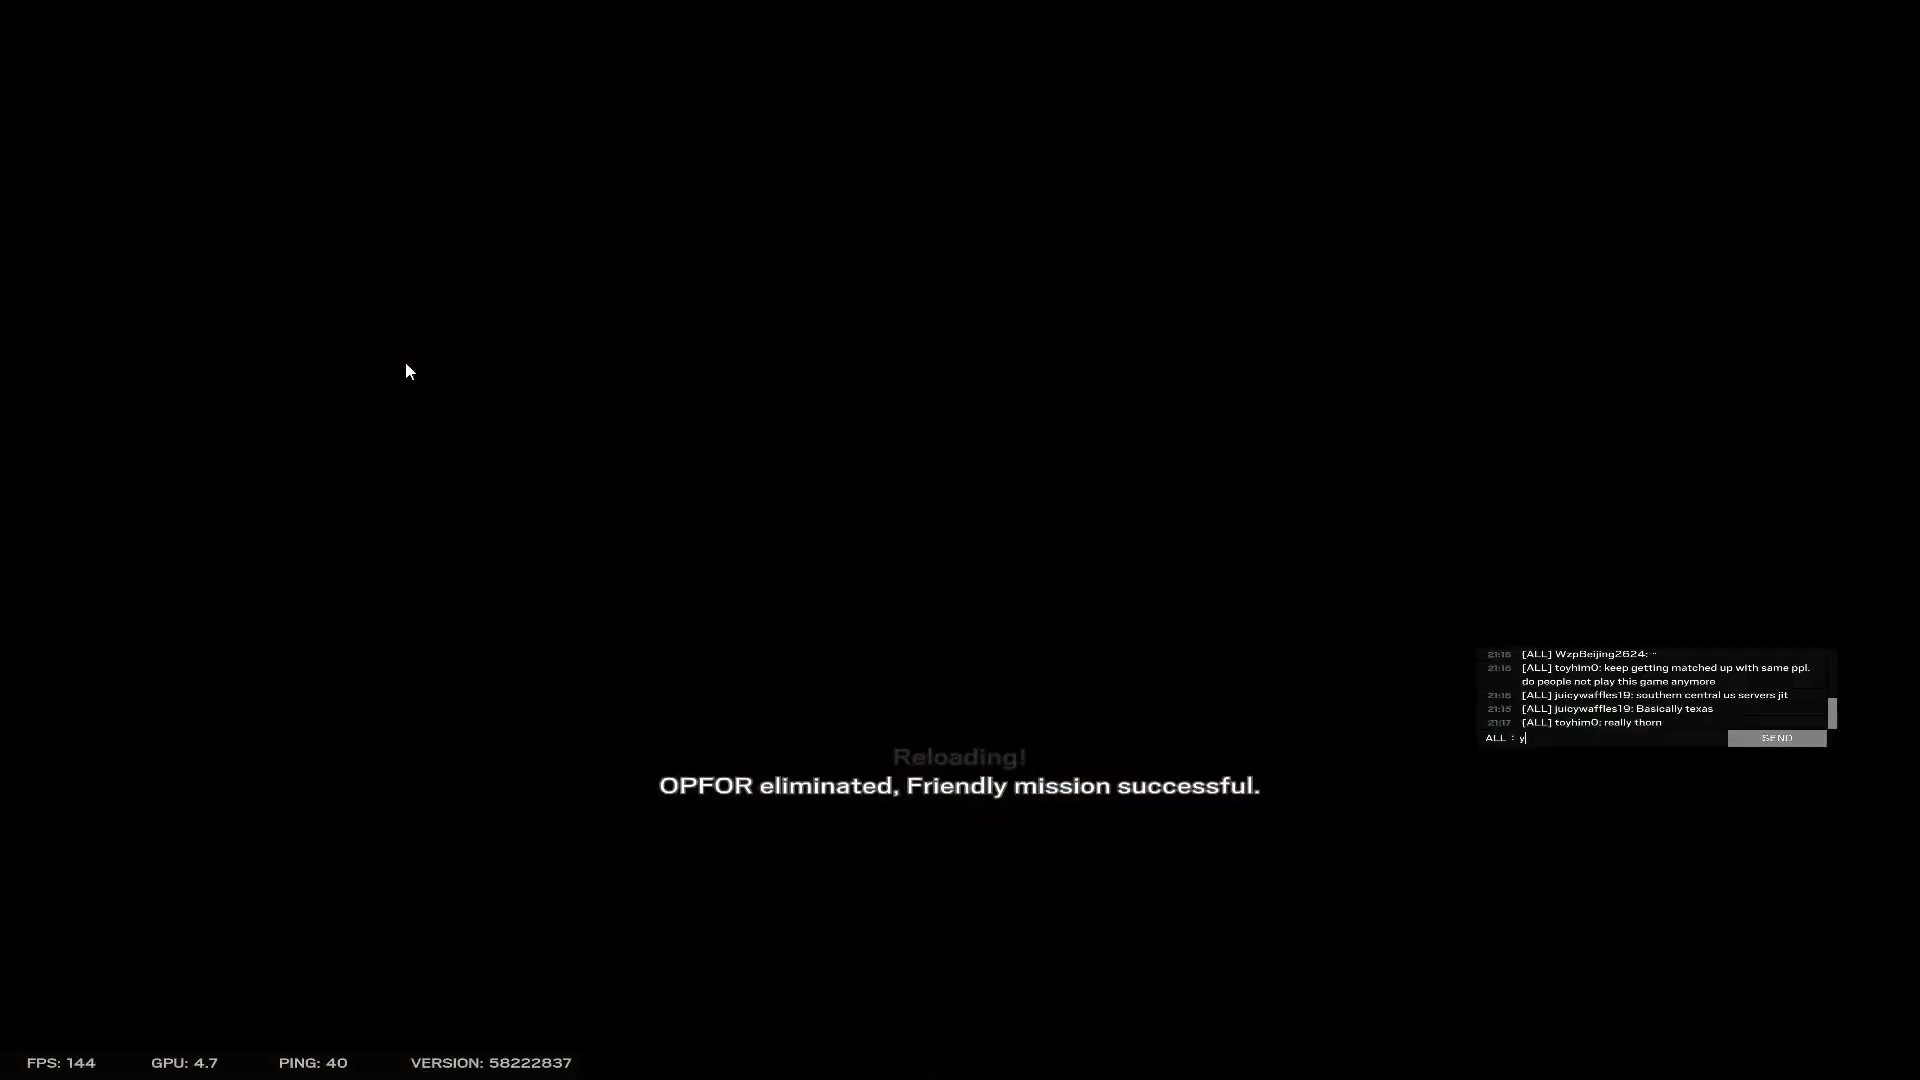 21:15 [ALL] WzpBeijing2624: -
21:16 [ALL] toyhim0: keep getting matched up with same ppl.
do people not play this game anymore
21:16 [ALL] juicywaffles19: southern central us servers jit
21:15 [ALL] juicywaffles19: Basically texas
21:17 [ALL] toyhim0: really thorn
ALL : y
SEND
Reloading!
OPFOR eliminated, Friendly mission successful.
FPS: 144 GPU: 4.7 PING: 40 VERSION: 58222837